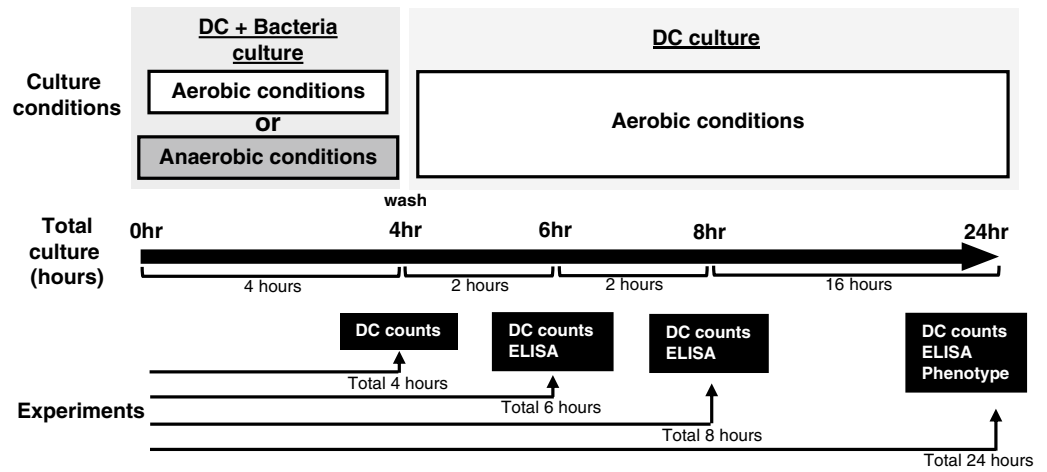 DC + Bacteria
culture
DC culture
Culture
conditions
Aerobic conditions
or
Anaerobic conditions
Aerobic conditions
wash
Total
culture
(hours)
0hr
4hr
6hr
8hr
24hr
4 hours
2 hours
2 hours
16 hours
Experiments
DC counts
Total 4 hours
DC counts
ELISA
Total 6 hours
DC counts
ELISA
Total 8 hours
DC counts
ELISA
Phenotype
Total 24 hours